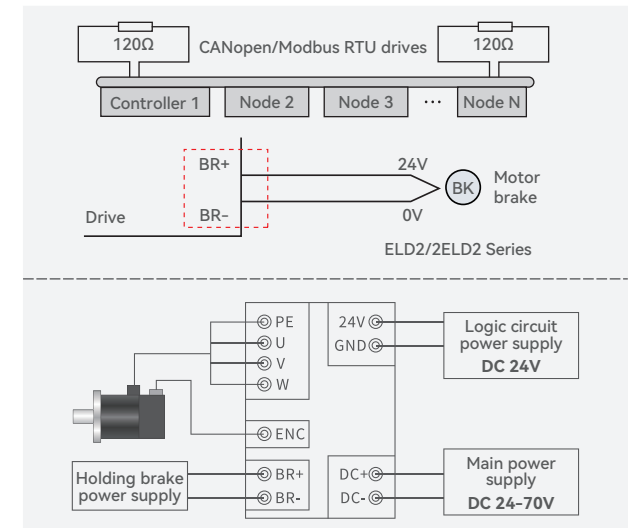 120Ω
CANopen/Modbus RTU drives
120Ω
Controller 1
Node 2
Node 3
···
Node N
BR+
24V
BK
Motor
brake
Drive
BR-
0V
ELD2/2ELD2 Series
PE
U
V
W
ENC
BR+
BR-
24V
GND
DC+
DC-
Logic circuit
power supply
DC 24V
Holding brake
power supply
Main power
supply
DC 24-70V